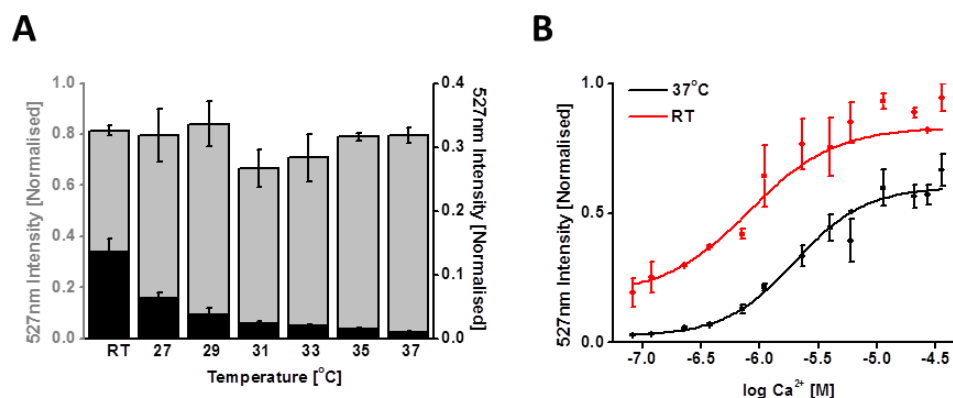 A
527nm Intensity [Normalised]
1.0
0.8
0.6
0.4
0.2
0.0
0.4
0.3
0.2
0.1
0.0
527nm Intensity [Normalised]
RT 27 29 31 33 35 37
Temperature [°C]
B
527nm Intensity [Normalised]
1.0
0.5
0.0
37°C
RT
-7.0 -6.5 -6.0 -5.5 -5.0 -4.5
log Ca²⁺ [M]